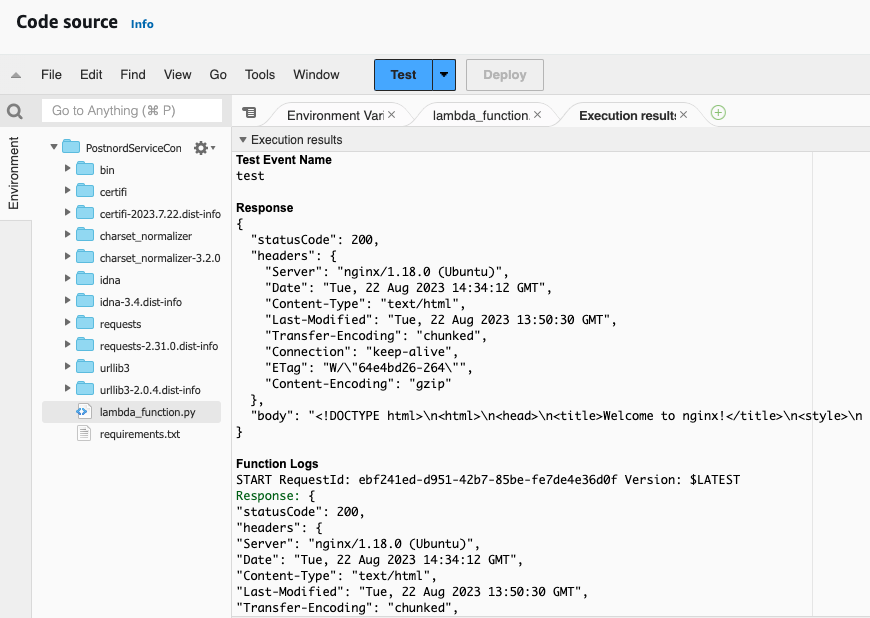 Code source Info
File Edit Find View Go Tools Window Test Deploy
Go to Anything (⌘ P)
Environment Vari × lambda_function. × Execution results ×
Environment
PostnordServiceCon
bin
certifi
certifi-2023.7.22.dist-info
charset_normalizer
charset_normalizer-3.2.0
idna
idna-3.4.dist-info
requests
requests-2.31.0.dist-info
urllib3
urllib3-2.0.4.dist-info
lambda_function.py
requirements.txt
Execution results
Test Event Name
test
Response
{
  "statusCode": 200,
  "headers": {
    "Server": "nginx/1.18.0 (Ubuntu)",
    "Date": "Tue, 22 Aug 2023 14:34:12 GMT",
    "Content-Type": "text/html",
    "Last-Modified": "Tue, 22 Aug 2023 13:50:30 GMT",
    "Transfer-Encoding": "chunked",
    "Connection": "keep-alive",
    "ETag": "W/\"64e4bd26-264\"",
    "Content-Encoding": "gzip"
  },
  "body": "<!DOCTYPE html>\n<html>\n<head>\n<title>Welcome to nginx!</title>\n<style>\n
}
Function Logs
START RequestId: ebf241ed-d951-42b7-85be-fe7de4e36d0f Version: $LATEST
Response: {
"statusCode": 200,
"headers": {
"Server": "nginx/1.18.0 (Ubuntu)",
"Date": "Tue, 22 Aug 2023 14:34:12 GMT",
"Content-Type": "text/html",
"Last-Modified": "Tue, 22 Aug 2023 13:50:30 GMT",
"Transfer-Encoding": "chunked",